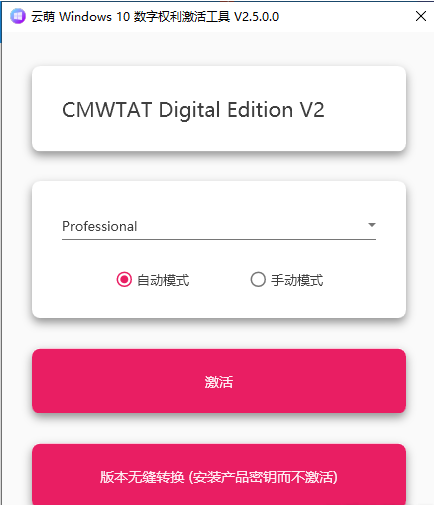 云萌 Windows 10 数字权利激活工具 V2.5.0.0
CMWTAT Digital Edition V2
Professional
自动模式 手动模式
激活
版本无缝转换 (安装产品密钥而不激活)